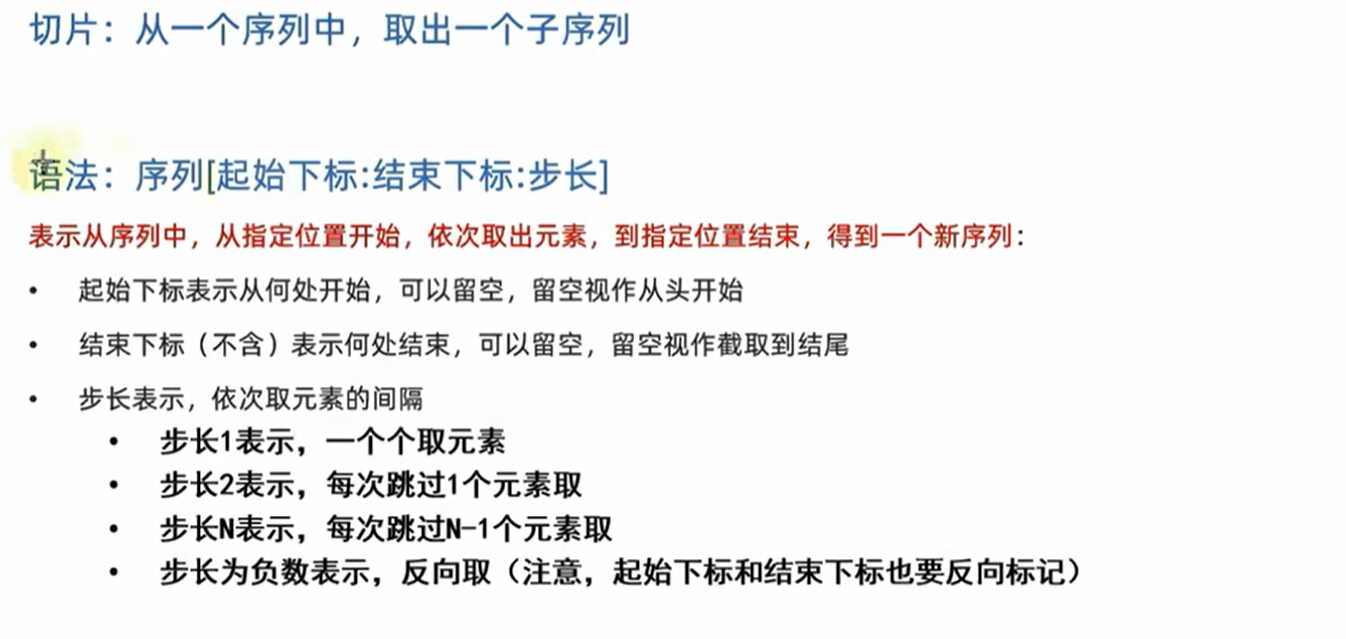 切片：从一个序列中，取出一个子序列
语法：序列[起始下标:结束下标:步长]
表示从序列中，从指定位置开始，依次取出元素，到指定位置结束，得到一个新序列：
• 起始下标表示从何处开始，可以留空，留空视作从头开始
• 结束下标（不含）表示何处结束，可以留空，留空视作截取到结尾
• 步长表示，依次取元素的间隔
• 步长1表示，一个个取元素
• 步长2表示，每次跳过1个元素取
• 步长N表示，每次跳过N-1个元素取
• 步长为负数表示，反向取（注意，起始下标和结束下标也要反向标记）